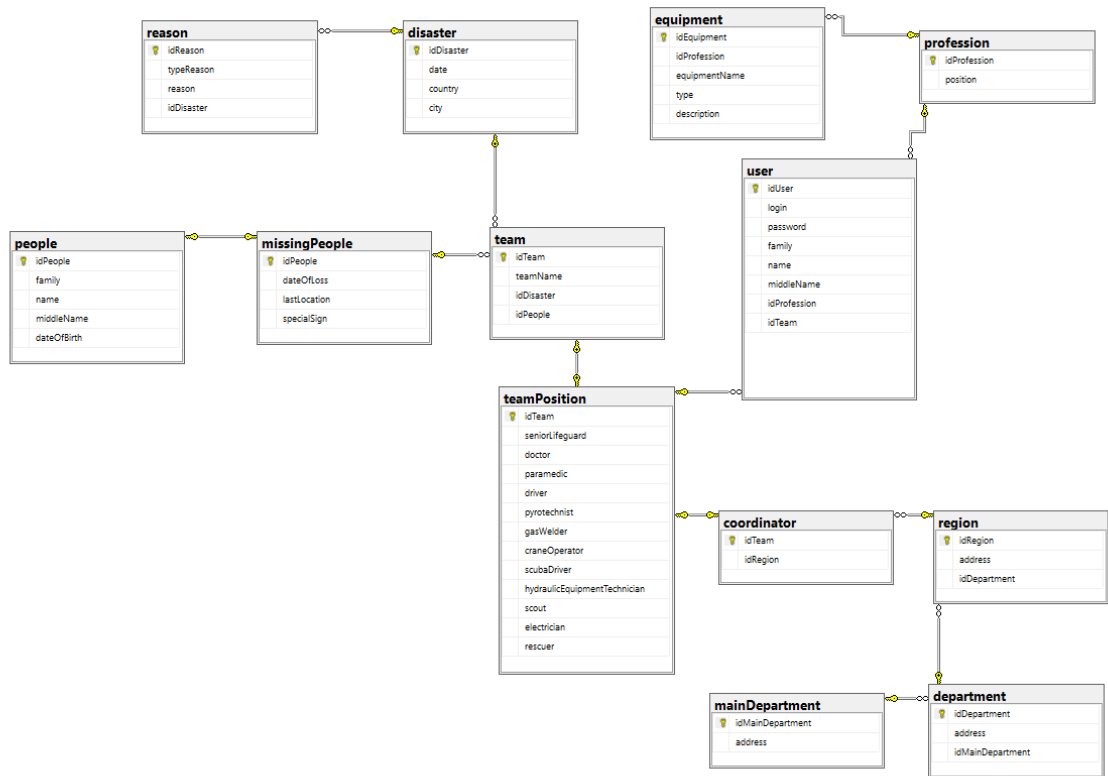 reason
idReason
typeReason
reason
idDisaster
disaster
idDisaster
date
country
city
equipment
idEquipment
idProfession
equipmentName
type
description
profession
idProfession
position
user
idUser
login
password
family
name
middleName
idProfession
idTeam
people
idPeople
family
name
middleName
dateOfBirth
missingPeople
idPeople
dateOfLoss
lastLocation
specialSign
team
idTeam
teamName
idDisaster
idPeople
teamPosition
idTeam
seniorLifeguard
doctor
paramedic
driver
pyrotechnist
gasWelder
craneOperator
scubaDriver
hydraulicEquipmentTechnician
scout
electrician
rescuer
coordinator
idTeam
idRegion
region
idRegion
address
idDepartment
mainDepartment
idMainDepartment
address
department
idDepartment
address
idMainDepartment